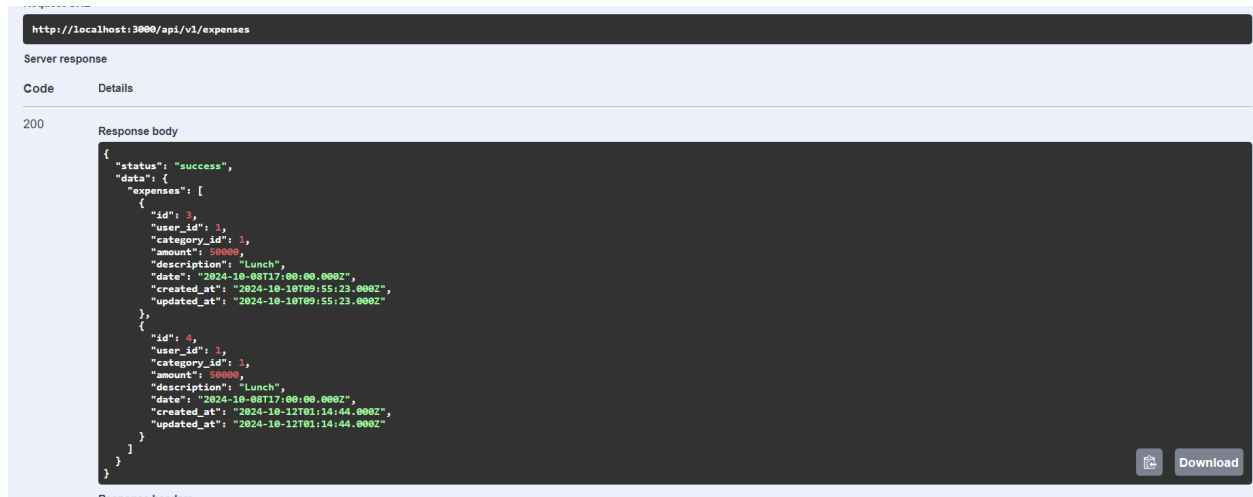 http://localhost:3000/api/v1/expenses
Server response
Code Details
200
Response body
{
  "status": "success",
  "data": {
    "expenses": [
      {
        "id": 3,
        "user_id": 1,
        "category_id": 1,
        "amount": 50000,
        "description": "Lunch",
        "date": "2024-10-08T17:00:00.000Z",
        "created_at": "2024-10-10T09:55:23.000Z",
        "updated_at": "2024-10-10T09:55:23.000Z"
      },
      {
        "id": 4,
        "user_id": 1,
        "category_id": 1,
        "amount": 50000,
        "description": "Lunch",
        "date": "2024-10-08T17:00:00.000Z",
        "created_at": "2024-10-12T01:14:44.000Z",
        "updated_at": "2024-10-12T01:14:44.000Z"
      }
    ]
  }
}
Download